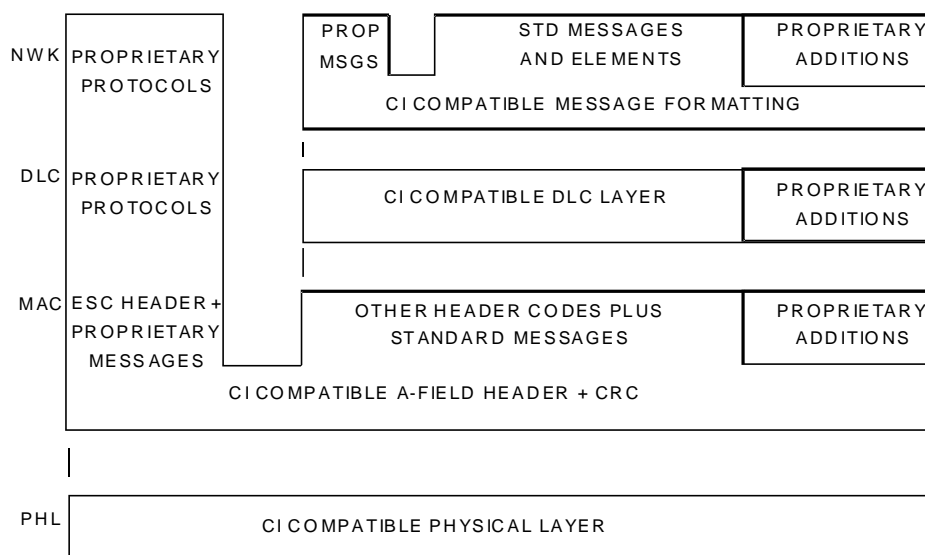 NWK
PROPRIETARY
PROTOCOLS
PROP
MSGS
STD MESSAGES
AND ELEMENTS
PROPRIETARY
ADDITIONS
CI COMPATIBLE MESSAGE FORMATTING
DLC
PROPRIETARY
PROTOCOLS
CI COMPATIBLE DLC LAYER
PROPRIETARY
ADDITIONS
MAC
ESC HEADER +
PROPRIETARY
MESSAGES
OTHER HEADER CODES PLUS
STANDARD MESSAGES
PROPRIETARY
ADDITIONS
CI COMPATIBLE A-FIELD HEADER + CRC
PHL
CI COMPATIBLE PHYSICAL LAYER